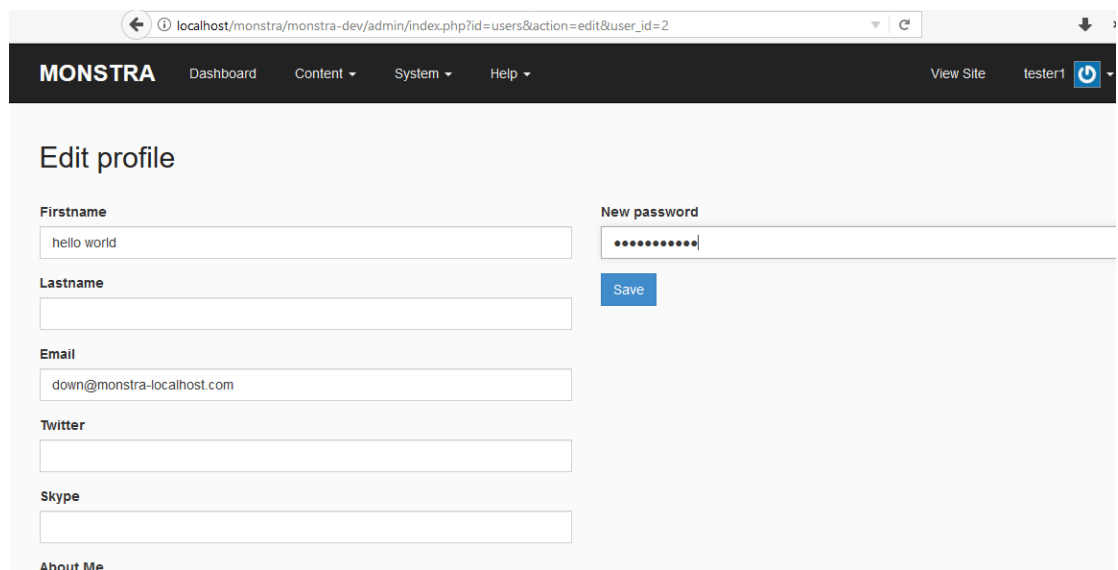 localhost/monstra/monstra-dev/admin/index.php?id=users&action=edit&user_id=2
MONSTRA Dashboard Content System Help View Site tester1
Edit profile
Firstname New password
hello world •••••••••••
Lastname
Save
Email
down@monstra-localhost.com
Twitter
Skype
About Me